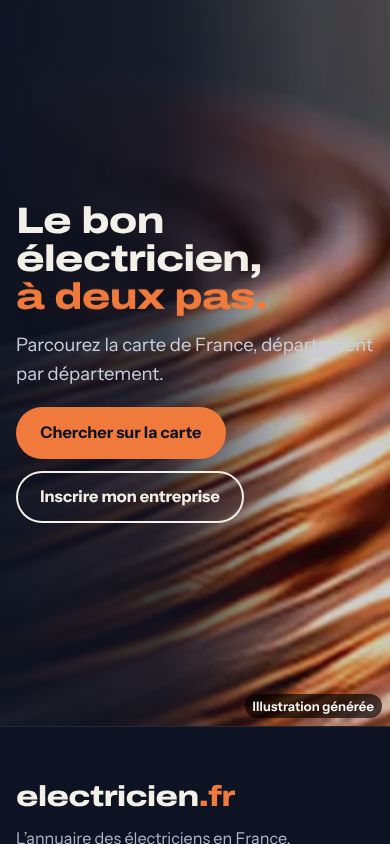 Le bon
électricien,
à deux pas.
Parcourez la carte de France, département
par département.
Chercher sur la carte
Inscrire mon entreprise
Illustration générée
electricien.fr
L'annuaire des électriciens en France,